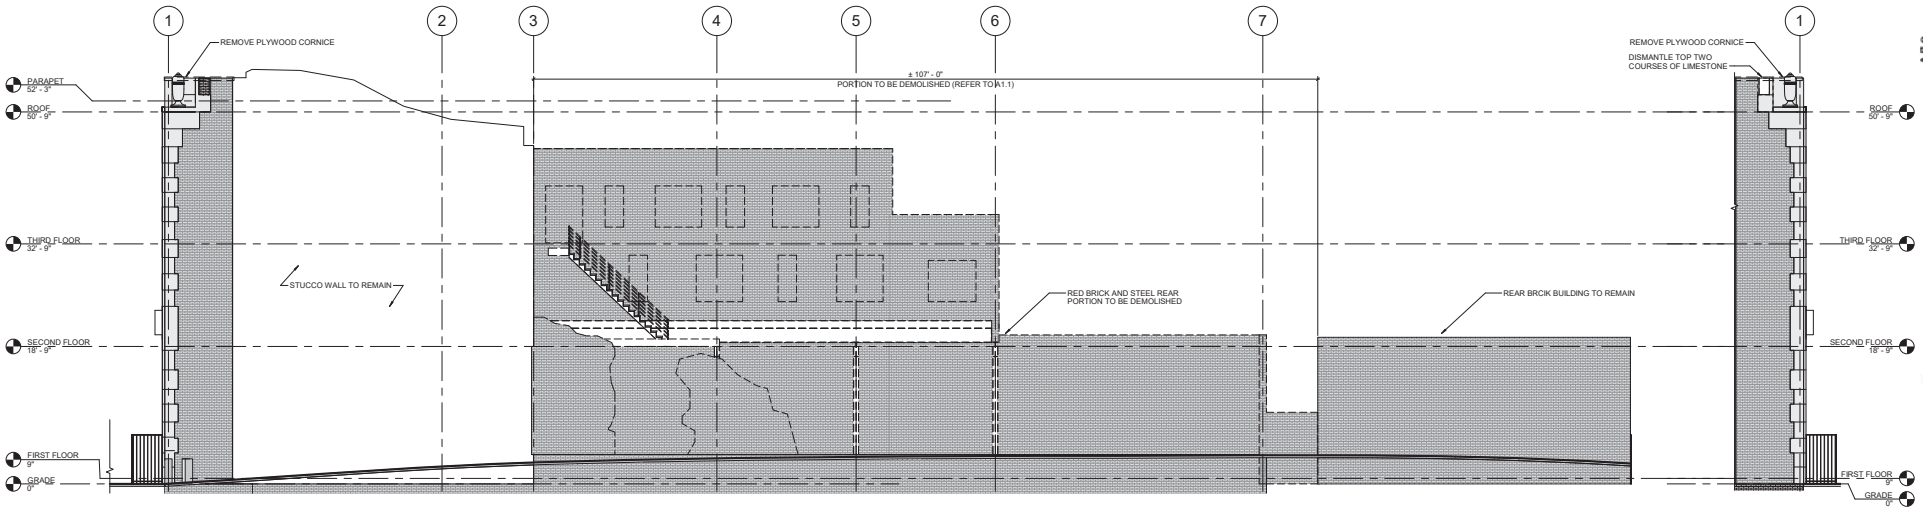 1
2
3
4
5
6
7
1
REMOVE PLYWOOD CORNICE
REMOVE PLYWOOD CORNICE
DISMANTLE TOP TWO
COURSES OF LIMESTONE
± 107' - 0"
PORTION TO BE DEMOLISHED (REFER TO A1.1)
PARAPET
52' - 3"
ROOF
50' - 9"
ROOF
50' - 9"
THIRD FLOOR
32' - 9"
THIRD FLOOR
32' - 9"
STUCCO WALL TO REMAIN
RED BRICK AND STEEL REAR
PORTION TO BE DEMOLISHED
REAR BRCIK BUILDING TO REMAIN
SECOND FLOOR
18' - 9"
SECOND FLOOR
18' - 9"
FIRST FLOOR
9"
GRADE
0"
FIRST FLOOR
9"
GRADE
0"